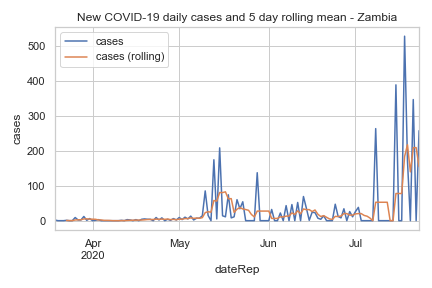 New COVID-19 daily cases and 5 day rolling mean - Zambia
cases
cases (rolling)
500
400
300
200
100
0
cases
Apr
2020
May
Jun
Jul
dateRep